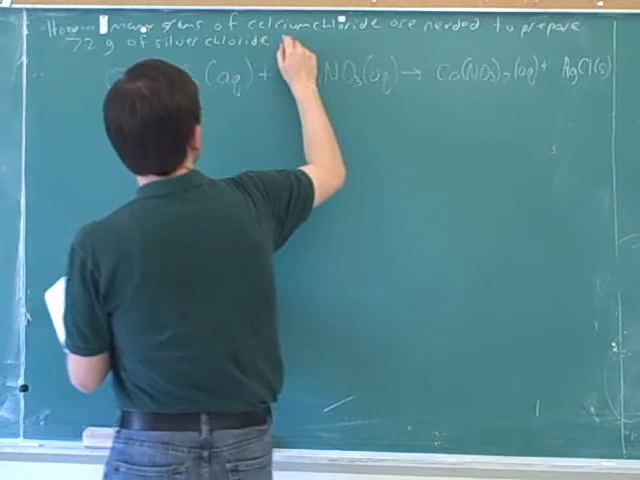 How many grams of calcium chloride are needed to prepare
72 g of silver chloride
(aq) + NO₃(aq) → Ca(NO₃)₂(aq) + AgCl(s)